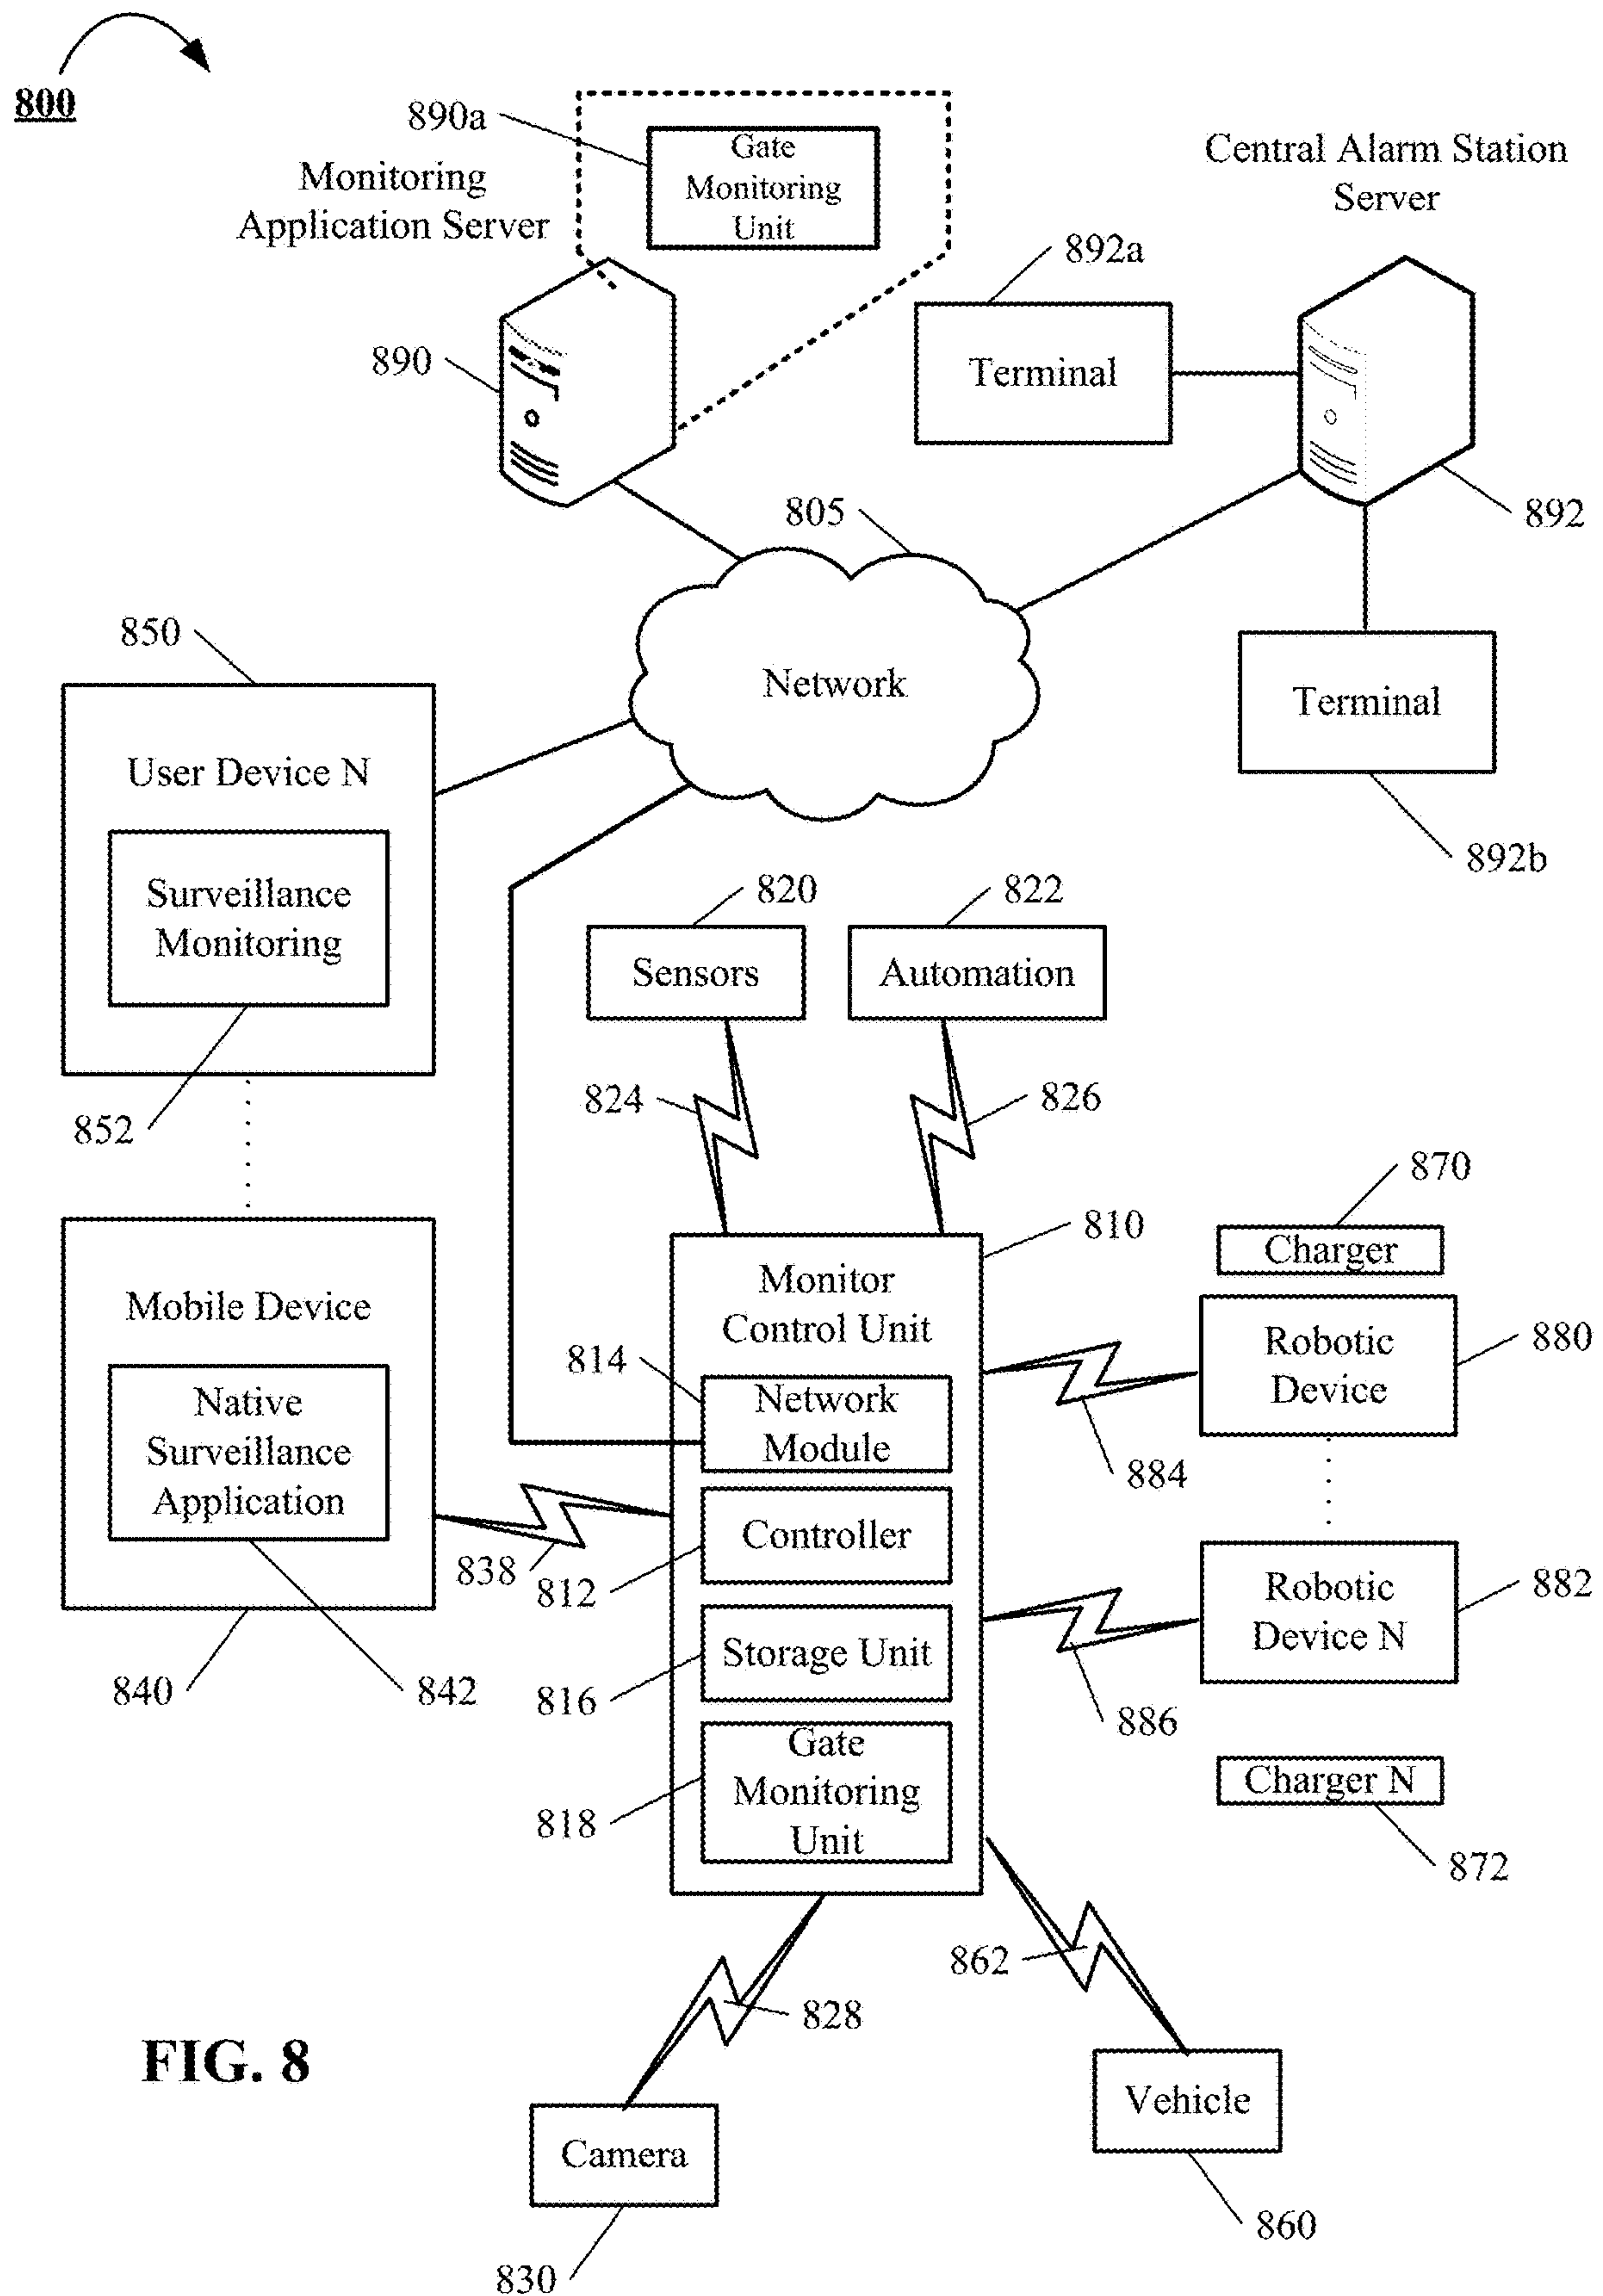 800
890a
Gate
Monitoring
Unit
Monitoring
Application Server
Central Alarm Station
Server
892a
Terminal
890
892
805
Network
Terminal
892b
850
User Device N
Surveillance
Monitoring
852
820
822
Sensors
Automation
824
826
870
Charger
810
Monitor
Control Unit
Mobile Device
Native
Surveillance
Application
814
Network
Module
Robotic
Device
880
884
838
812
Controller
840
842
816
Storage Unit
Robotic
Device N
882
886
818
Gate
Monitoring
Unit
Charger N
872
862
828
FIG. 8
Camera
830
Vehicle
860